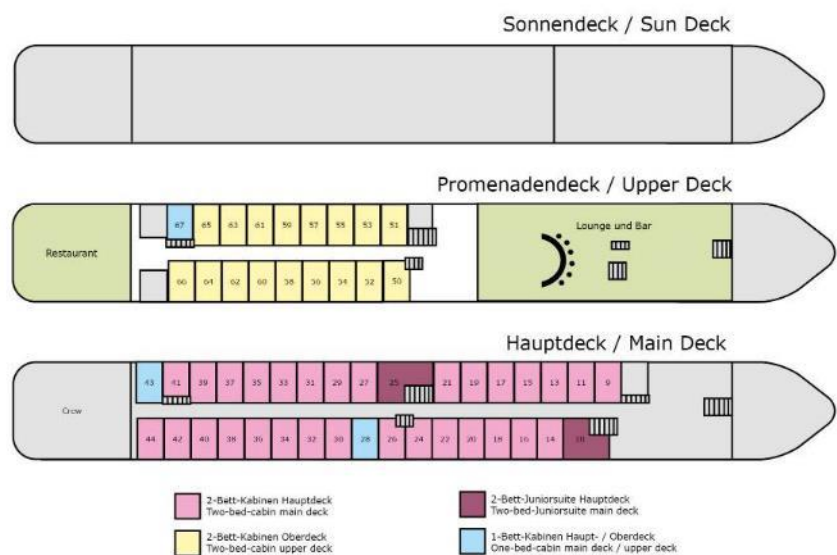 Sonnendeck / Sun Deck
Promenadendeck / Upper Deck
67 65 63 61 59 57 55 53 51
Lounge und Bar
Restaurant
66 64 62 60 58 56 54 52 50
Hauptdeck / Main Deck
43 41 39 37 35 33 31 29 27 25 21 19 17 15 13 11 9
Crew
44 42 40 38 36 34 32 30 28 26 24 22 20 18 16 14
2-Bett-Kabinen Hauptdeck
Two-bed-cabin main deck
2-Bett-Juniorsuite Hauptdeck
Two-bed-Juniorsuite main deck
2-Bett-Kabinen Oberdeck
Two-bed-cabin upper deck
1-Bett-Kabinen Haupt- / Oberdeck
One-bed-cabin main deck / upper deck